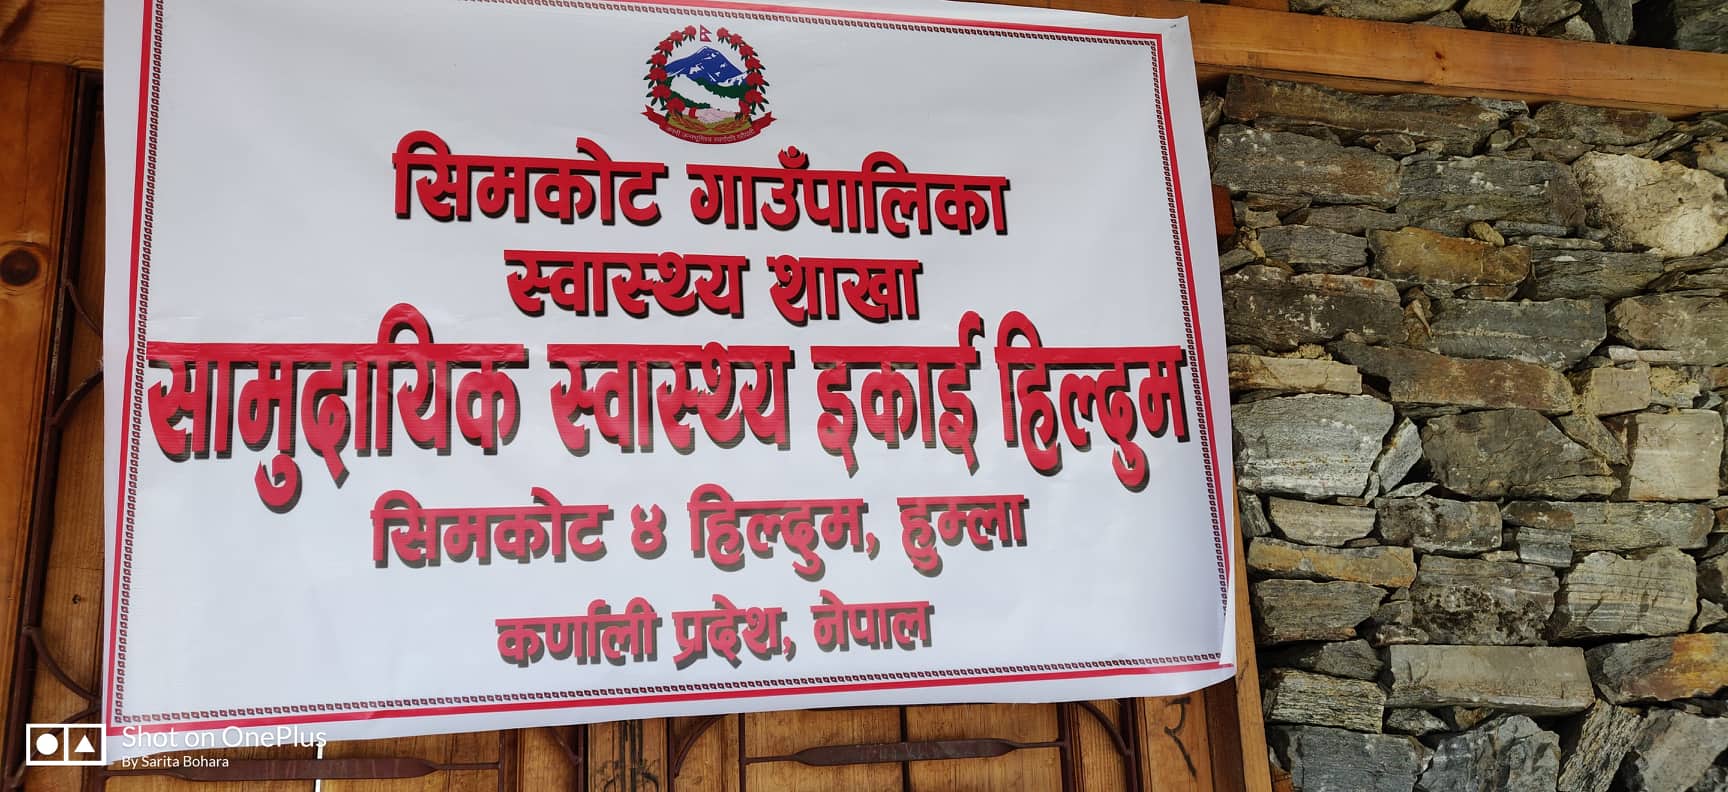 सिमकोट गाउँपालिका
स्वास्थ्य शाखा
सामुदायिक स्वास्थ्य इकाई हिल्दुम
सिमकोट ४ हिल्दुम, हुम्ला
कर्णाली प्रदेश, नेपाल
Shot on OnePlus
By Sarita Bohara